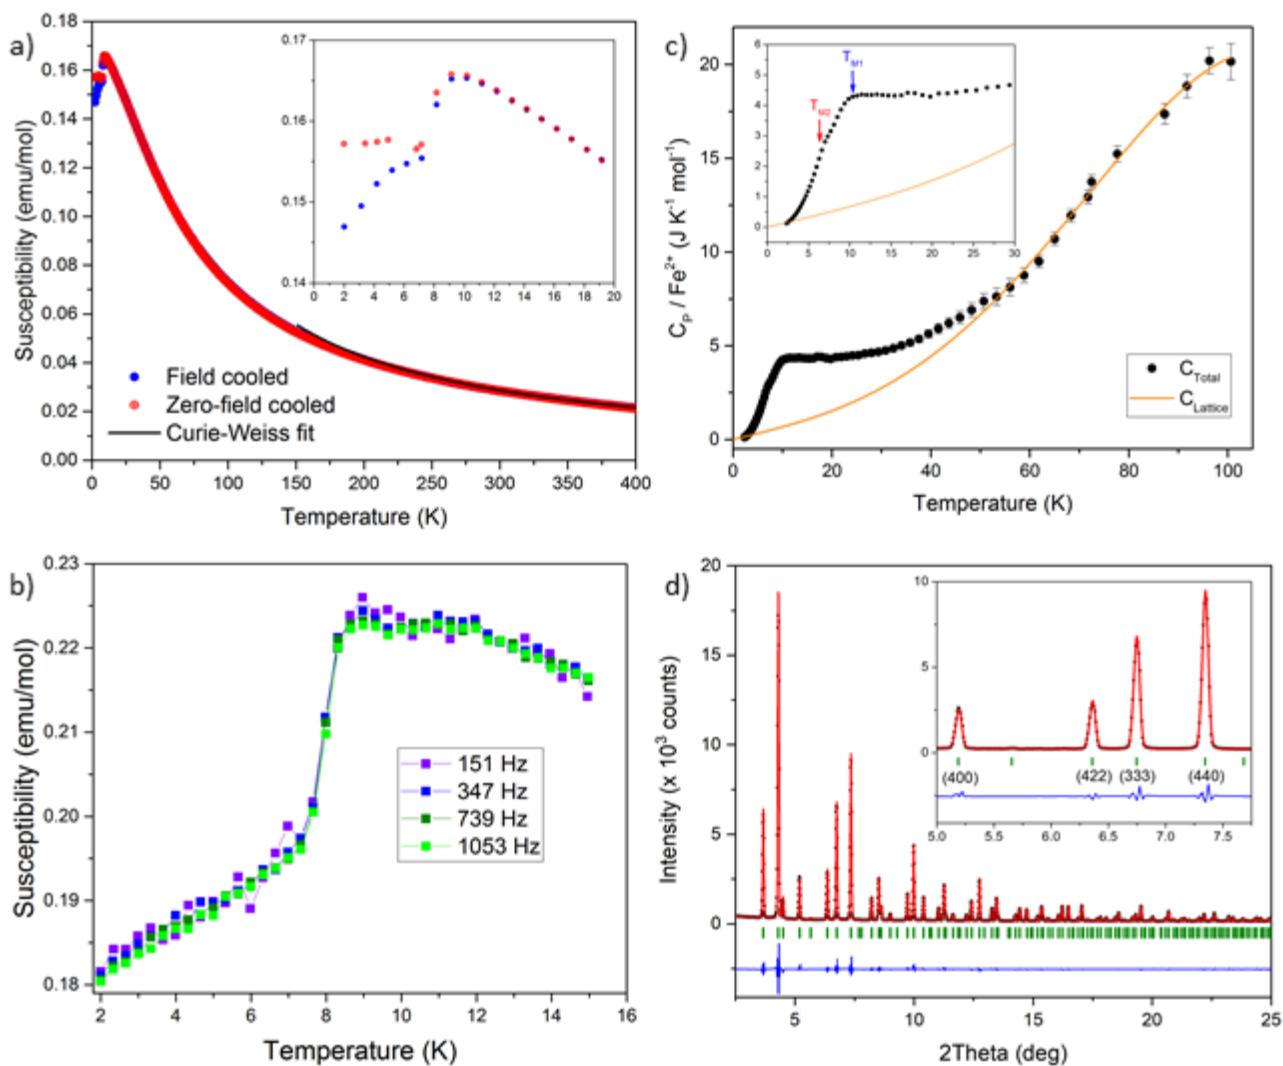 a)
0.18
0.16
0.14
0.12
0.10
0.08
0.06
0.04
0.02
0.00
Susceptibility (emu/mol)
0.17
0.16
0.15
0.14
0 2 4 6 8 10 12 14 16 18 20
Field cooled
Zero-field cooled
Curie-Weiss fit
0 50 100 150 200 250 300 350 400
Temperature (K)
c)
20
15
10
5
0
C_P / Fe²⁺ (J K⁻¹ mol⁻¹)
6
5
4
3
2
1
0
T_M1
T_M2
0 5 10 15 20 25 30
C_Total
C_Lattice
0 20 40 60 80 100
Temperature (K)
b)
0.23
0.22
0.21
0.20
0.19
0.18
Susceptibility (emu/mol)
151 Hz
347 Hz
739 Hz
1053 Hz
2 4 6 8 10 12 14 16
Temperature (K)
d)
20
18
15
13
10
5
3
0
Intensity (x 10³ counts)
10
5
0
(400) (422) (333) (440)
5.0 5.5 6.0 6.5 7.0 7.5
5 10 15 20 25
2Theta (deg)